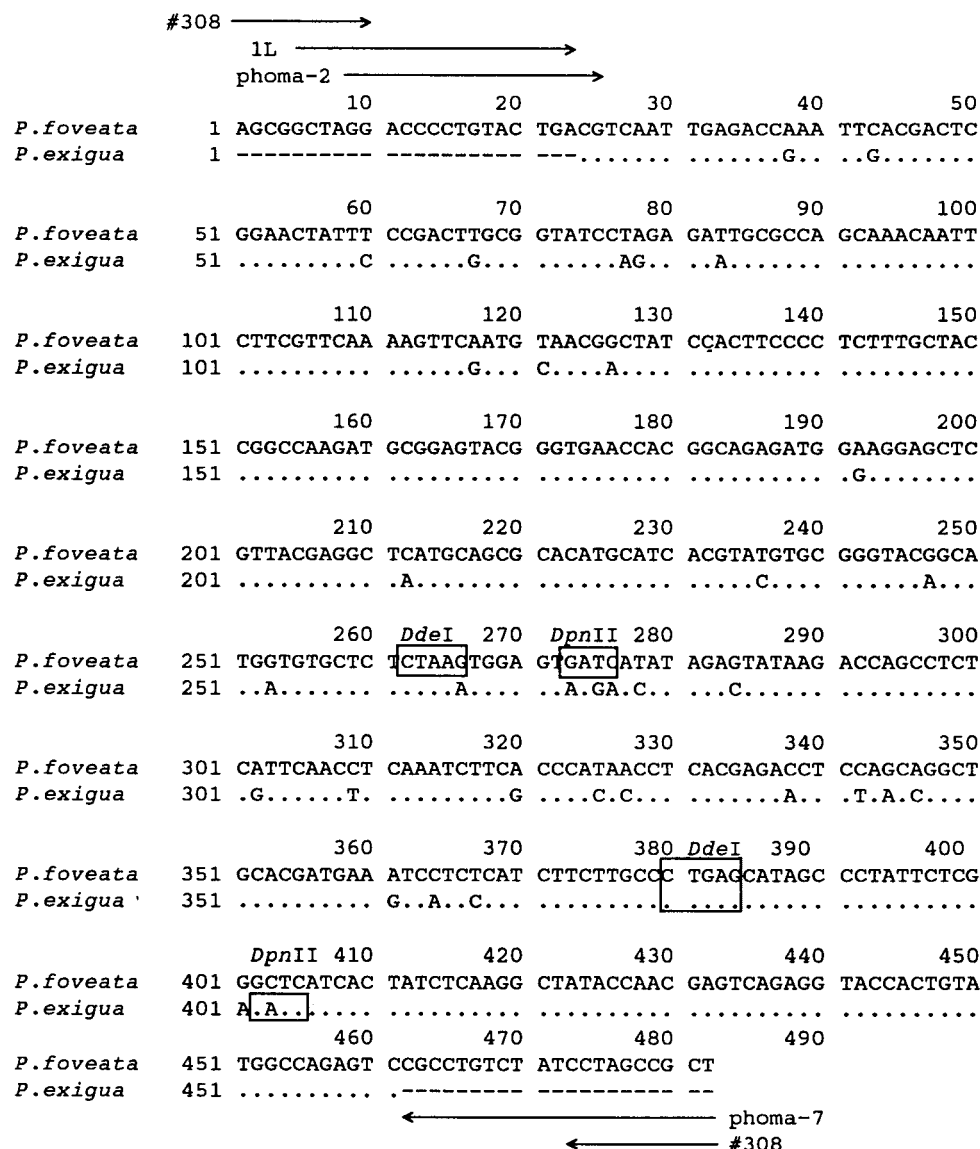 #308
1L
phoma-2
10 20 30 40 50
P.foveata 1 AGCGGCTAGG ACCCCTGTAC TGACGTCAAT TGAGACCAAA TTCACGACTC
P.exigua 1 ---------- ---------- ---....... .......G.. ..G.......
60 70 80 90 100
P.foveata 51 GGAACTATTT CCGACTTGCG GTATCCTAGA GATTGCGCCA GCAAACAATT
P.exigua 51 .........C ......G... ......AG.. ..A....... ..........
110 120 130 140 150
P.foveata 101 CTTCGTTCAA AAGTTCAATG TAACGGCTAT CCACTTCCCC TCTTTGCTAC
P.exigua 101 .......... ......G... C....A.... .......... ..........
160 170 180 190 200
P.foveata 151 CGGCCAAGAT GCGGAGTACG GGTGAACCAC GGCAGAGATG GAAGGAGCTC
P.exigua 151 .......... .......... .......... .......... .G........
210 220 230 240 250
P.foveata 201 GTTACGAGGC TCATGCAGCG CACATGCATC ACGTATGTGC GGGTACGGCA
P.exigua 201 .......... .A........ .......... .....C.... ......A...
260 DdeI 270 DpnII 280 290 300
P.foveata 251 TGGTGTGCTC TCTAAGTGGA GTGATCATAT AGAGTATAAG ACCAGCCTCT
P.exigua 251 ..A....... .....A.... ..A.GA.C.. ...C...... ..........
310 320 330 340 350
P.foveata 301 CATTCAACCT CAAATCTTCA CCCATAACCT CACGAGACCT CCAGCAGGCT
P.exigua 301 .G......T. .........G ....C.C... .......A.. .T.A.C....
360 370 380 DdeI 390 400
P.foveata 351 GCACGATGAA ATCCTCTCAT CTTCTTGCCC TGAGCATAGC CCTATTCTCG
P.exigua 351 .......... G..A..C... .......... .......... ..........
DpnII 410 420 430 440 450
P.foveata 401 GGCTCATCAC TATCTCAAGG CTATACCAAC GAGTCAGAGG TACCACTGTA
P.exigua 401 A.A....... .......... .......... .......... ..........
460 470 480 490
P.foveata 451 TGGCCAGAGT CCGCCTGTCT ATCCTAGCCG CT
P.exigua 451 .......... .--------- ---------- --
phoma-7
#308